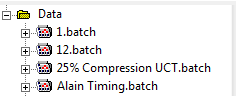 Data
1.batch
12.batch
25% Compression UCT.batch
Alain Timing.batch